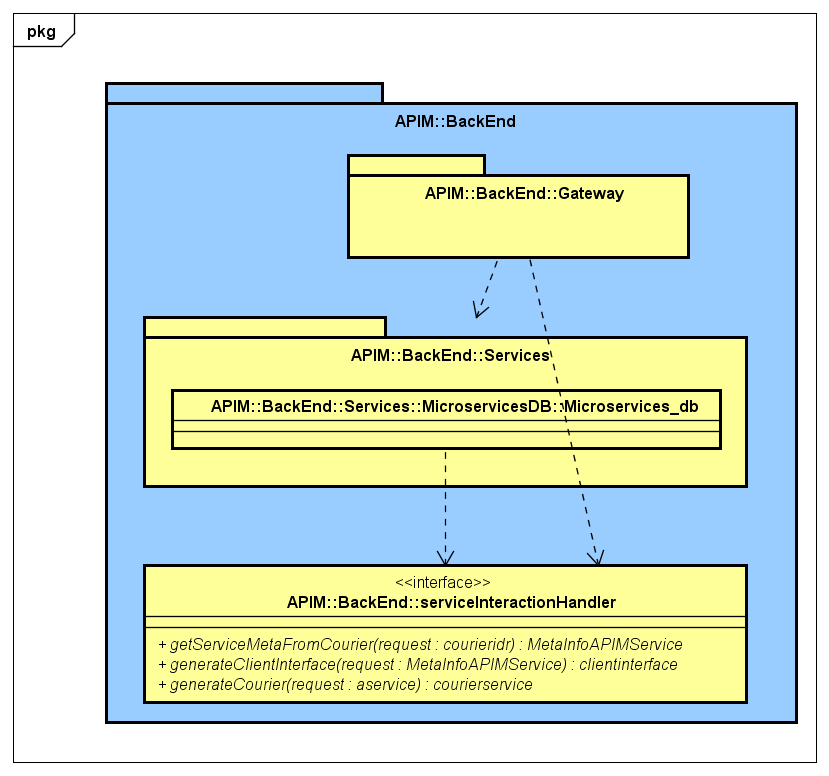 pkg
APIM::BackEnd
APIM::BackEnd::Gateway
APIM::BackEnd::Services
APIM::BackEnd::Services::MicroservicesDB::Microservices_db
<<interface>>
APIM::BackEnd::serviceInteractionHandler
+ getServiceMetaFromCourier(request : courieridr) : MetaInfoAPIMService
+ generateClientInterface(request : MetaInfoAPIMService) : clientinterface
+ generateCourier(request : aservice) : courierservice